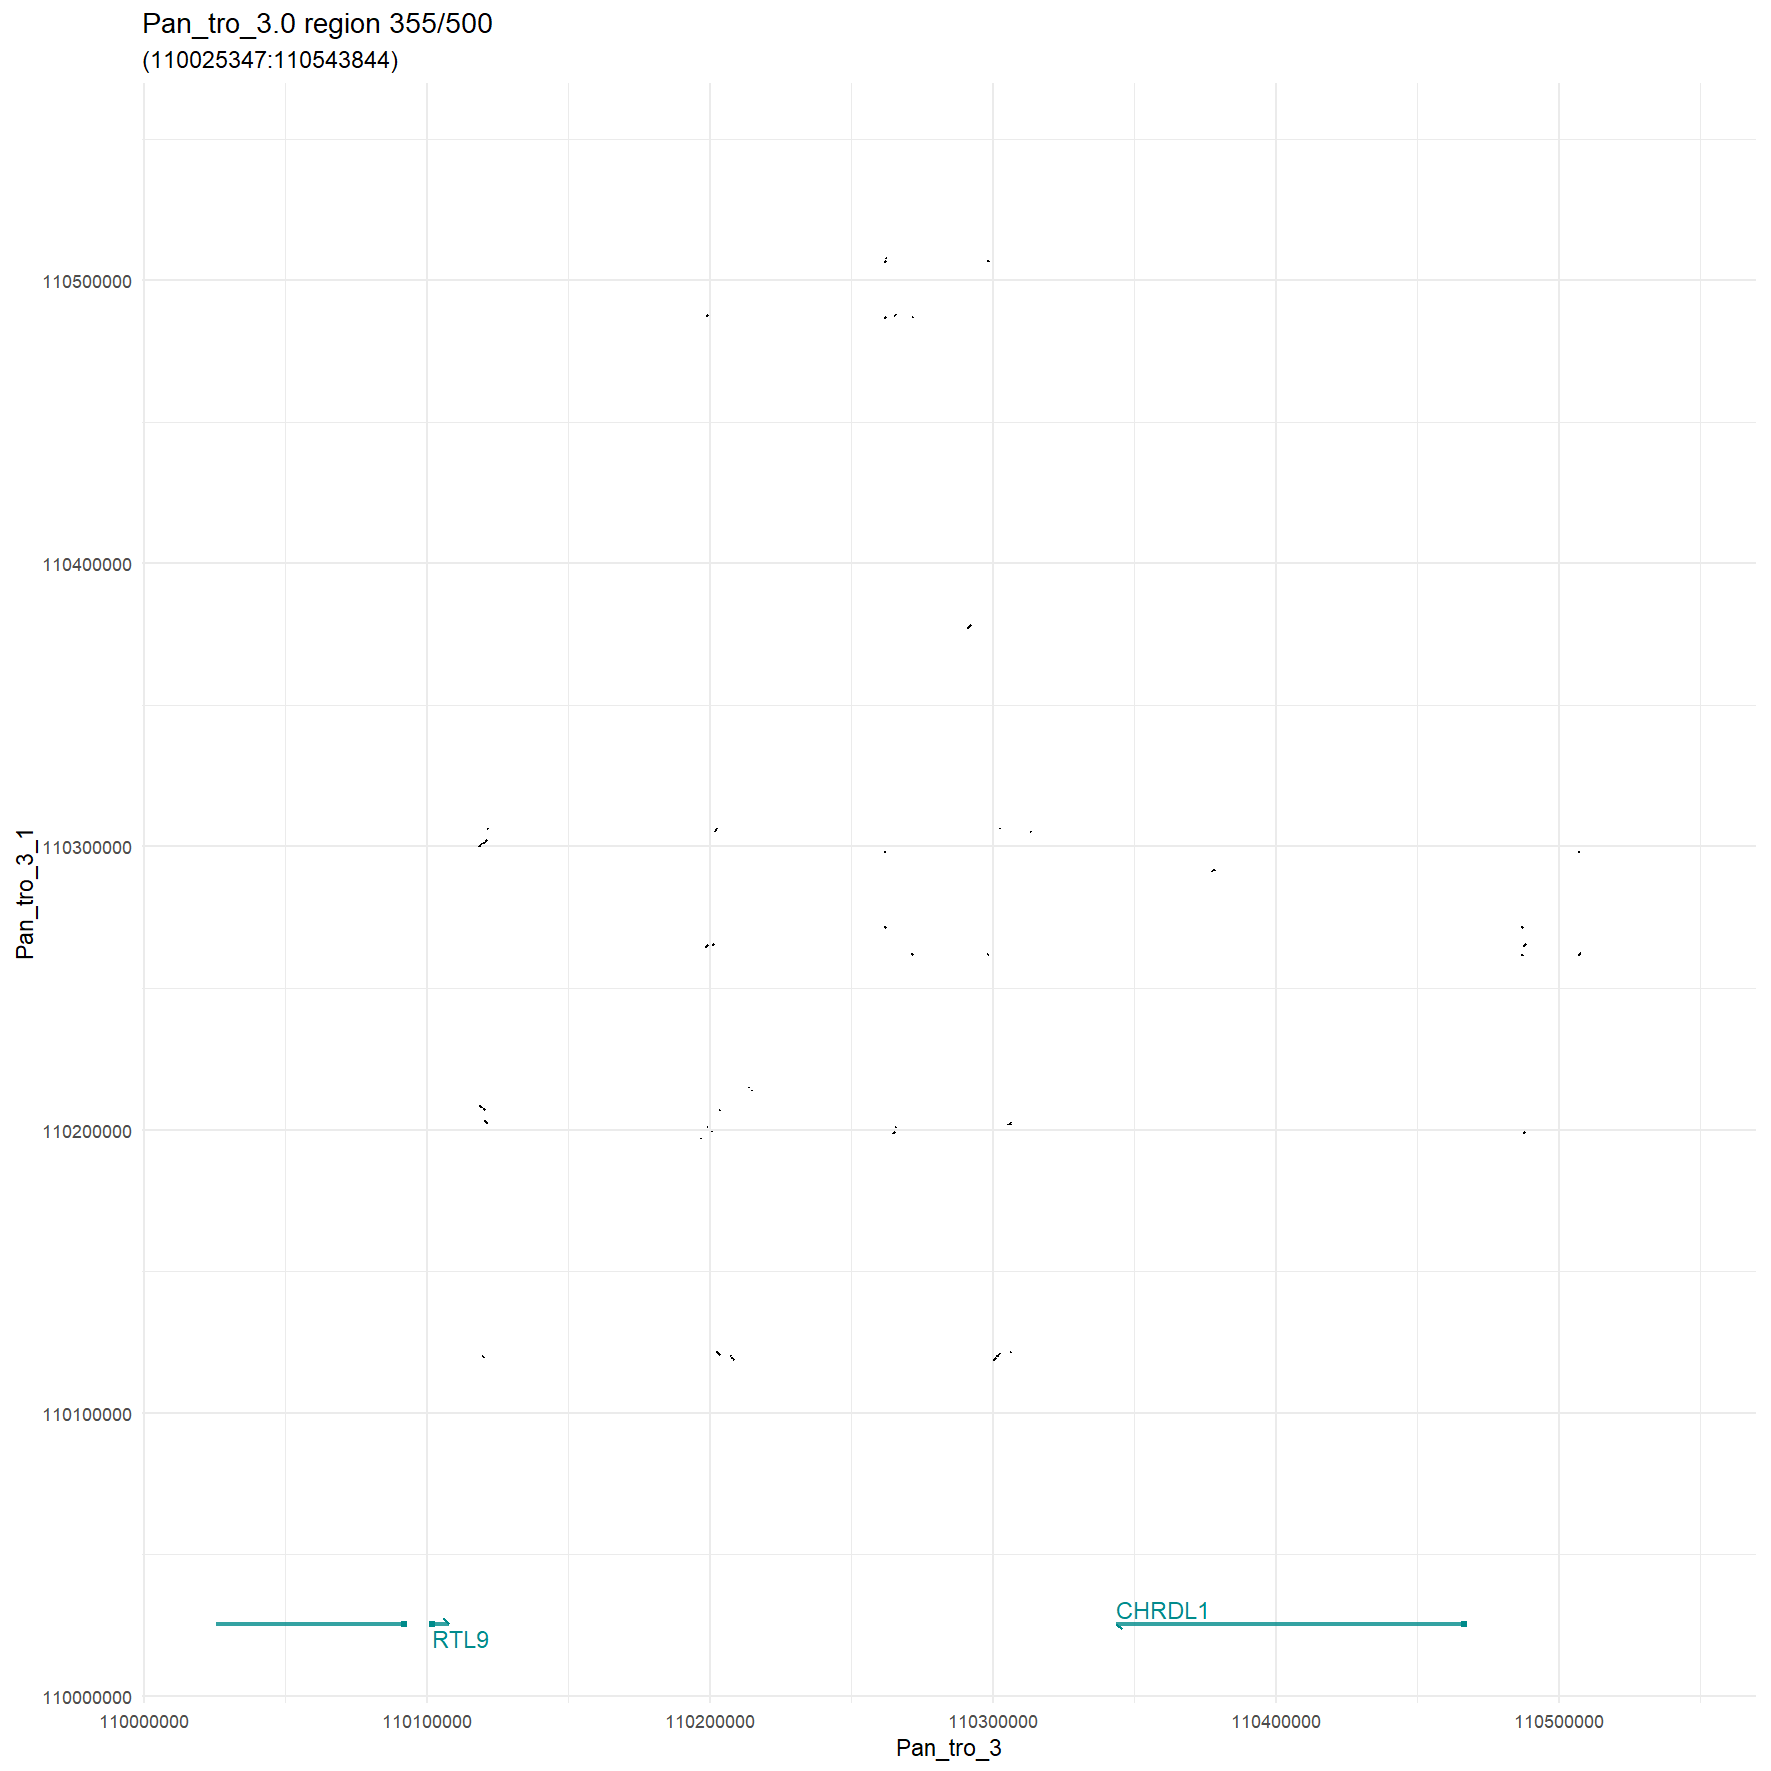 Pan_tro_3.0 region 355/500
(110025347:110543844)
110500000
110400000
110300000
110200000
110100000
110000000
Pan_tro_3_1
CHRDL1
RTL9
110000000 110100000 110200000 110300000 110400000 110500000
Pan_tro_3